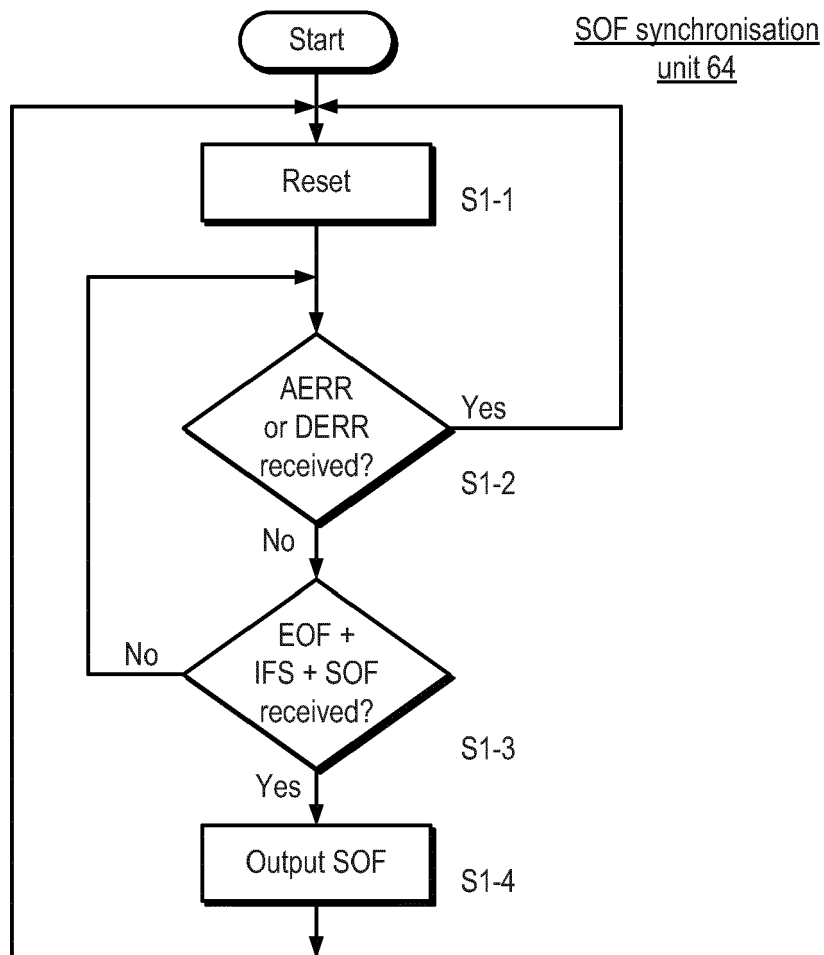 Start
SOF synchronisation
unit 64
Reset
S1-1
AERR
or DERR
received?
Yes
S1-2
No
EOF +
IFS + SOF
received?
No
S1-3
Yes
Output SOF
S1-4